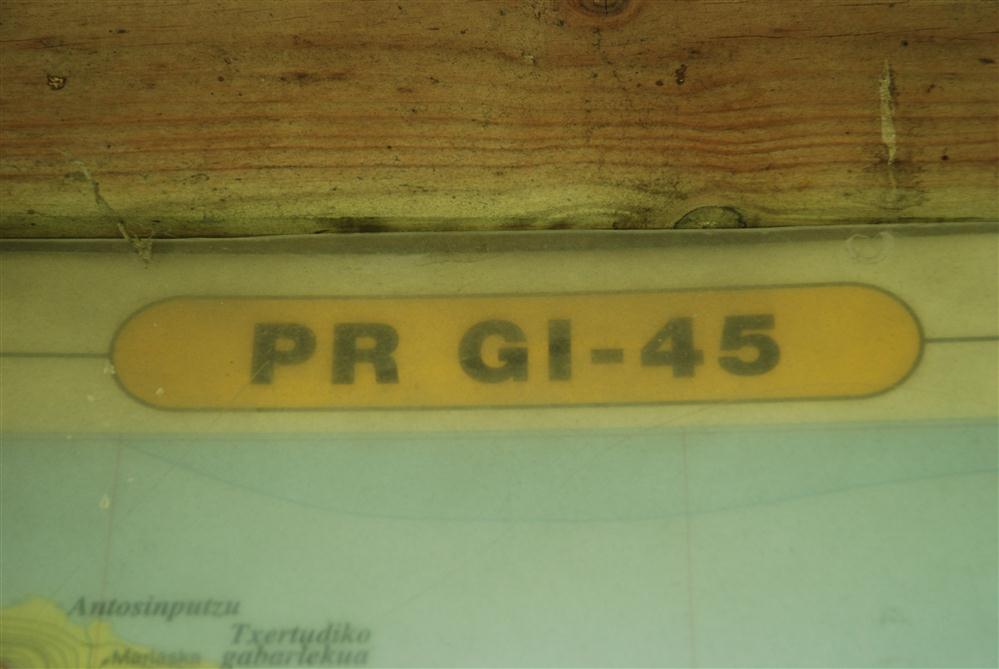 PR GI-45
Antosinputzu
Txertudiko
gabarlekua